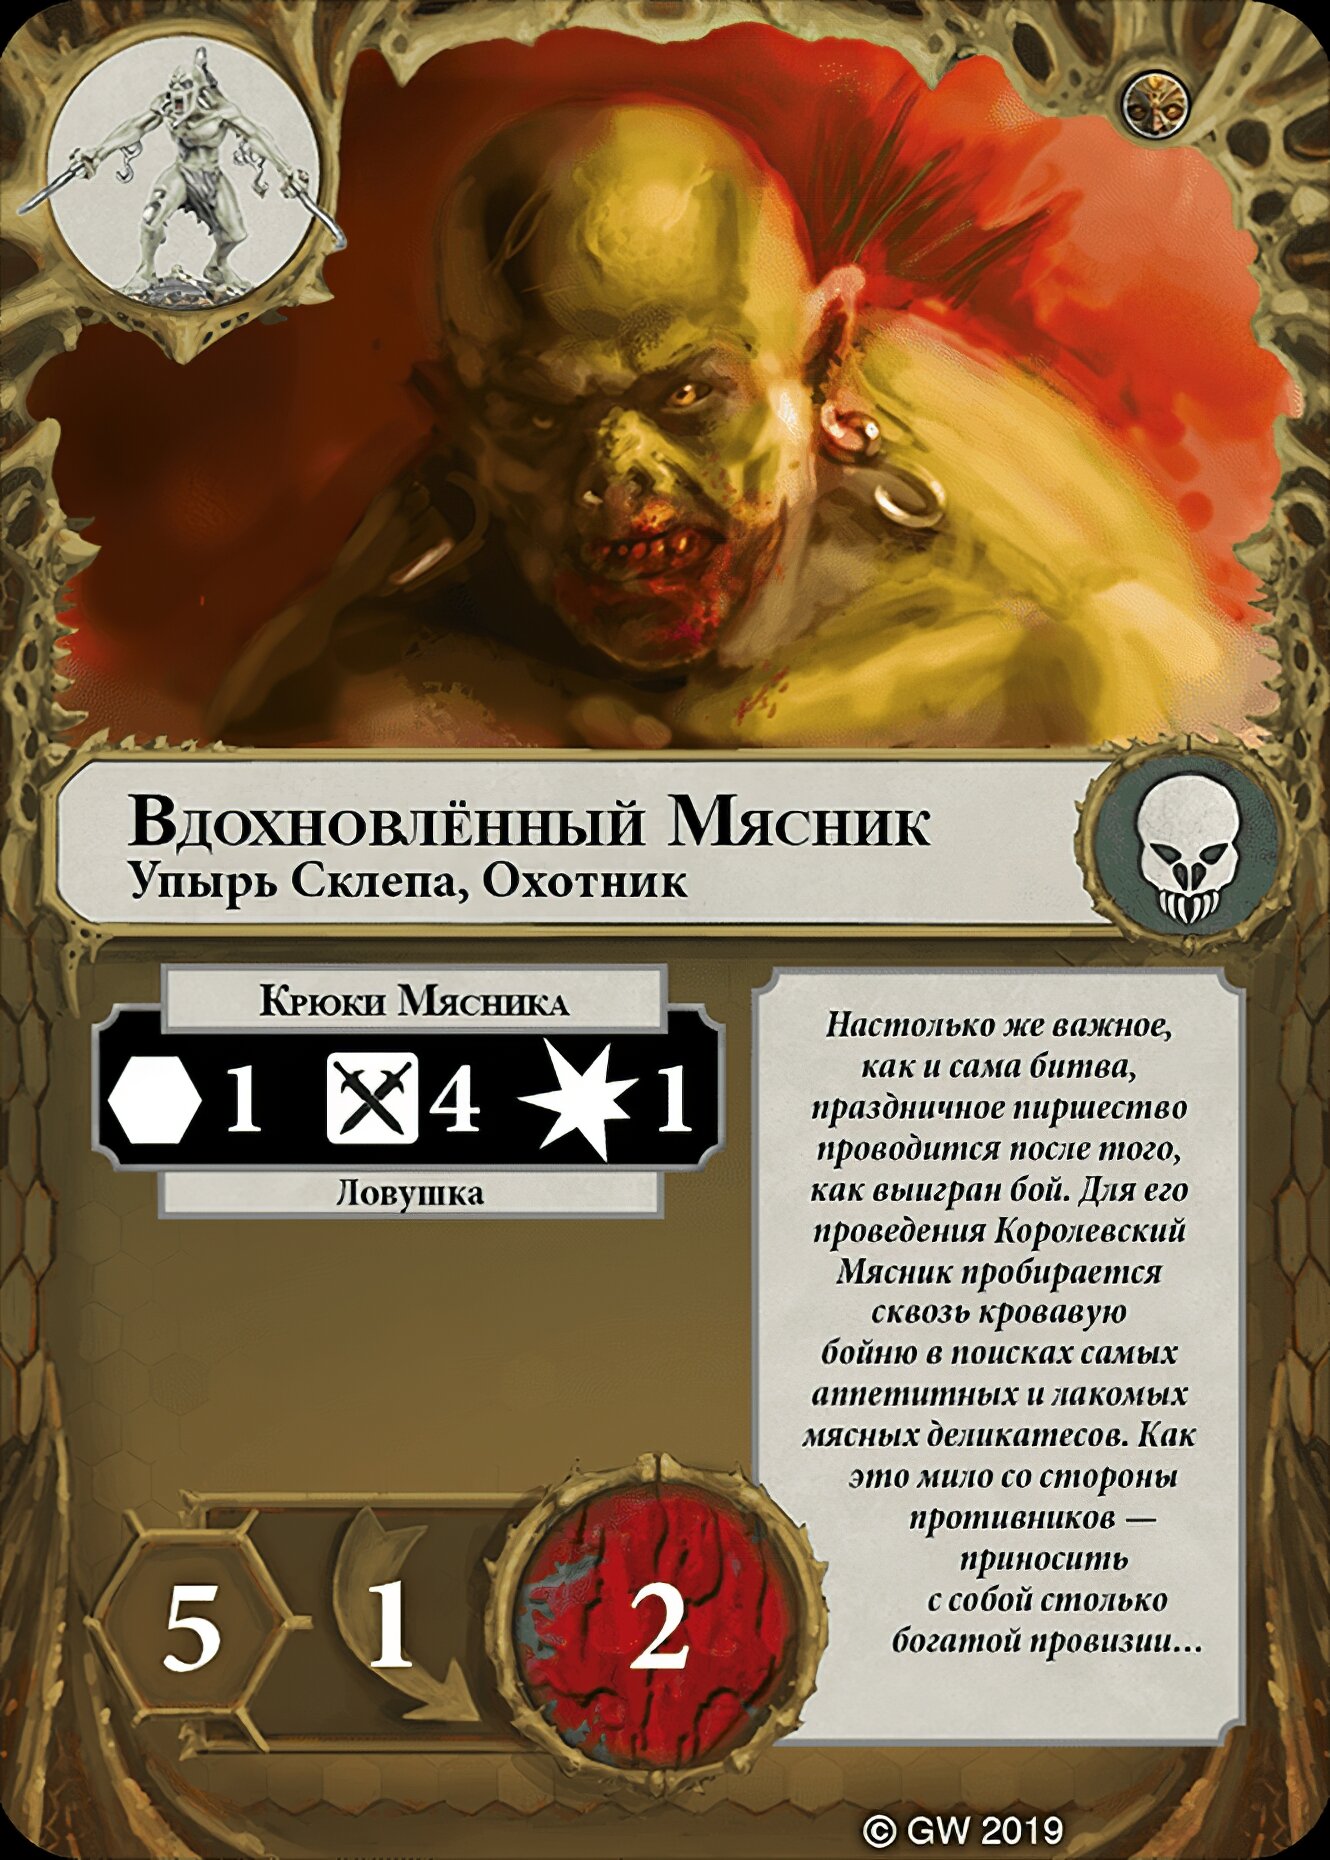 Вдохновлённый Мясник
Упырь Склепа, Охотник
Крюки Мясника
1 4 1
Ловушка
Настолько же важное,
как и сама битва,
праздничное пиршество
проводится после того,
как выигран бой. Для его
проведения Королевский
Мясник пробирается
сквозь кровавую
бойню в поисках самых
аппетитных и лакомых
мясных деликатесов. Как
это мило со стороны
противников —
приносить
с собой столько
богатой провизии...
5 1 2
© GW 2019